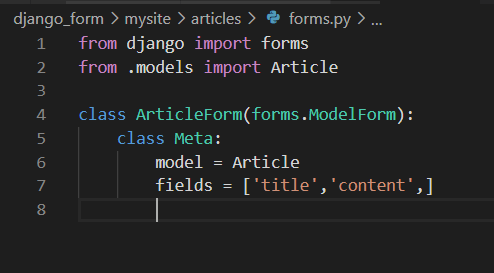 django_form > mysite > articles > forms.py > ...
1 from django import forms
2 from .models import Article
3
4 class ArticleForm(forms.ModelForm):
5     class Meta:
6         model = Article
7         fields = ['title','content',]
8